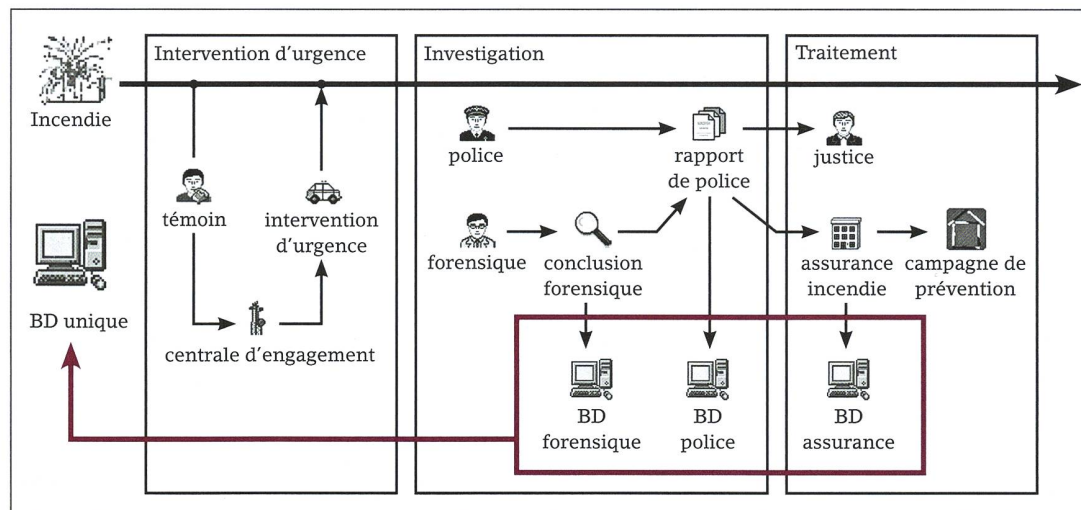 Intervention d'urgence
Investigation
Traitement
Incendie
police
rapport
de police
justice
témoin
intervention
d'urgence
forensique
conclusion
forensique
assurance
incendie
campagne de
prévention
BD unique
centrale d'engagement
BD
forensique
BD
police
BD
assurance